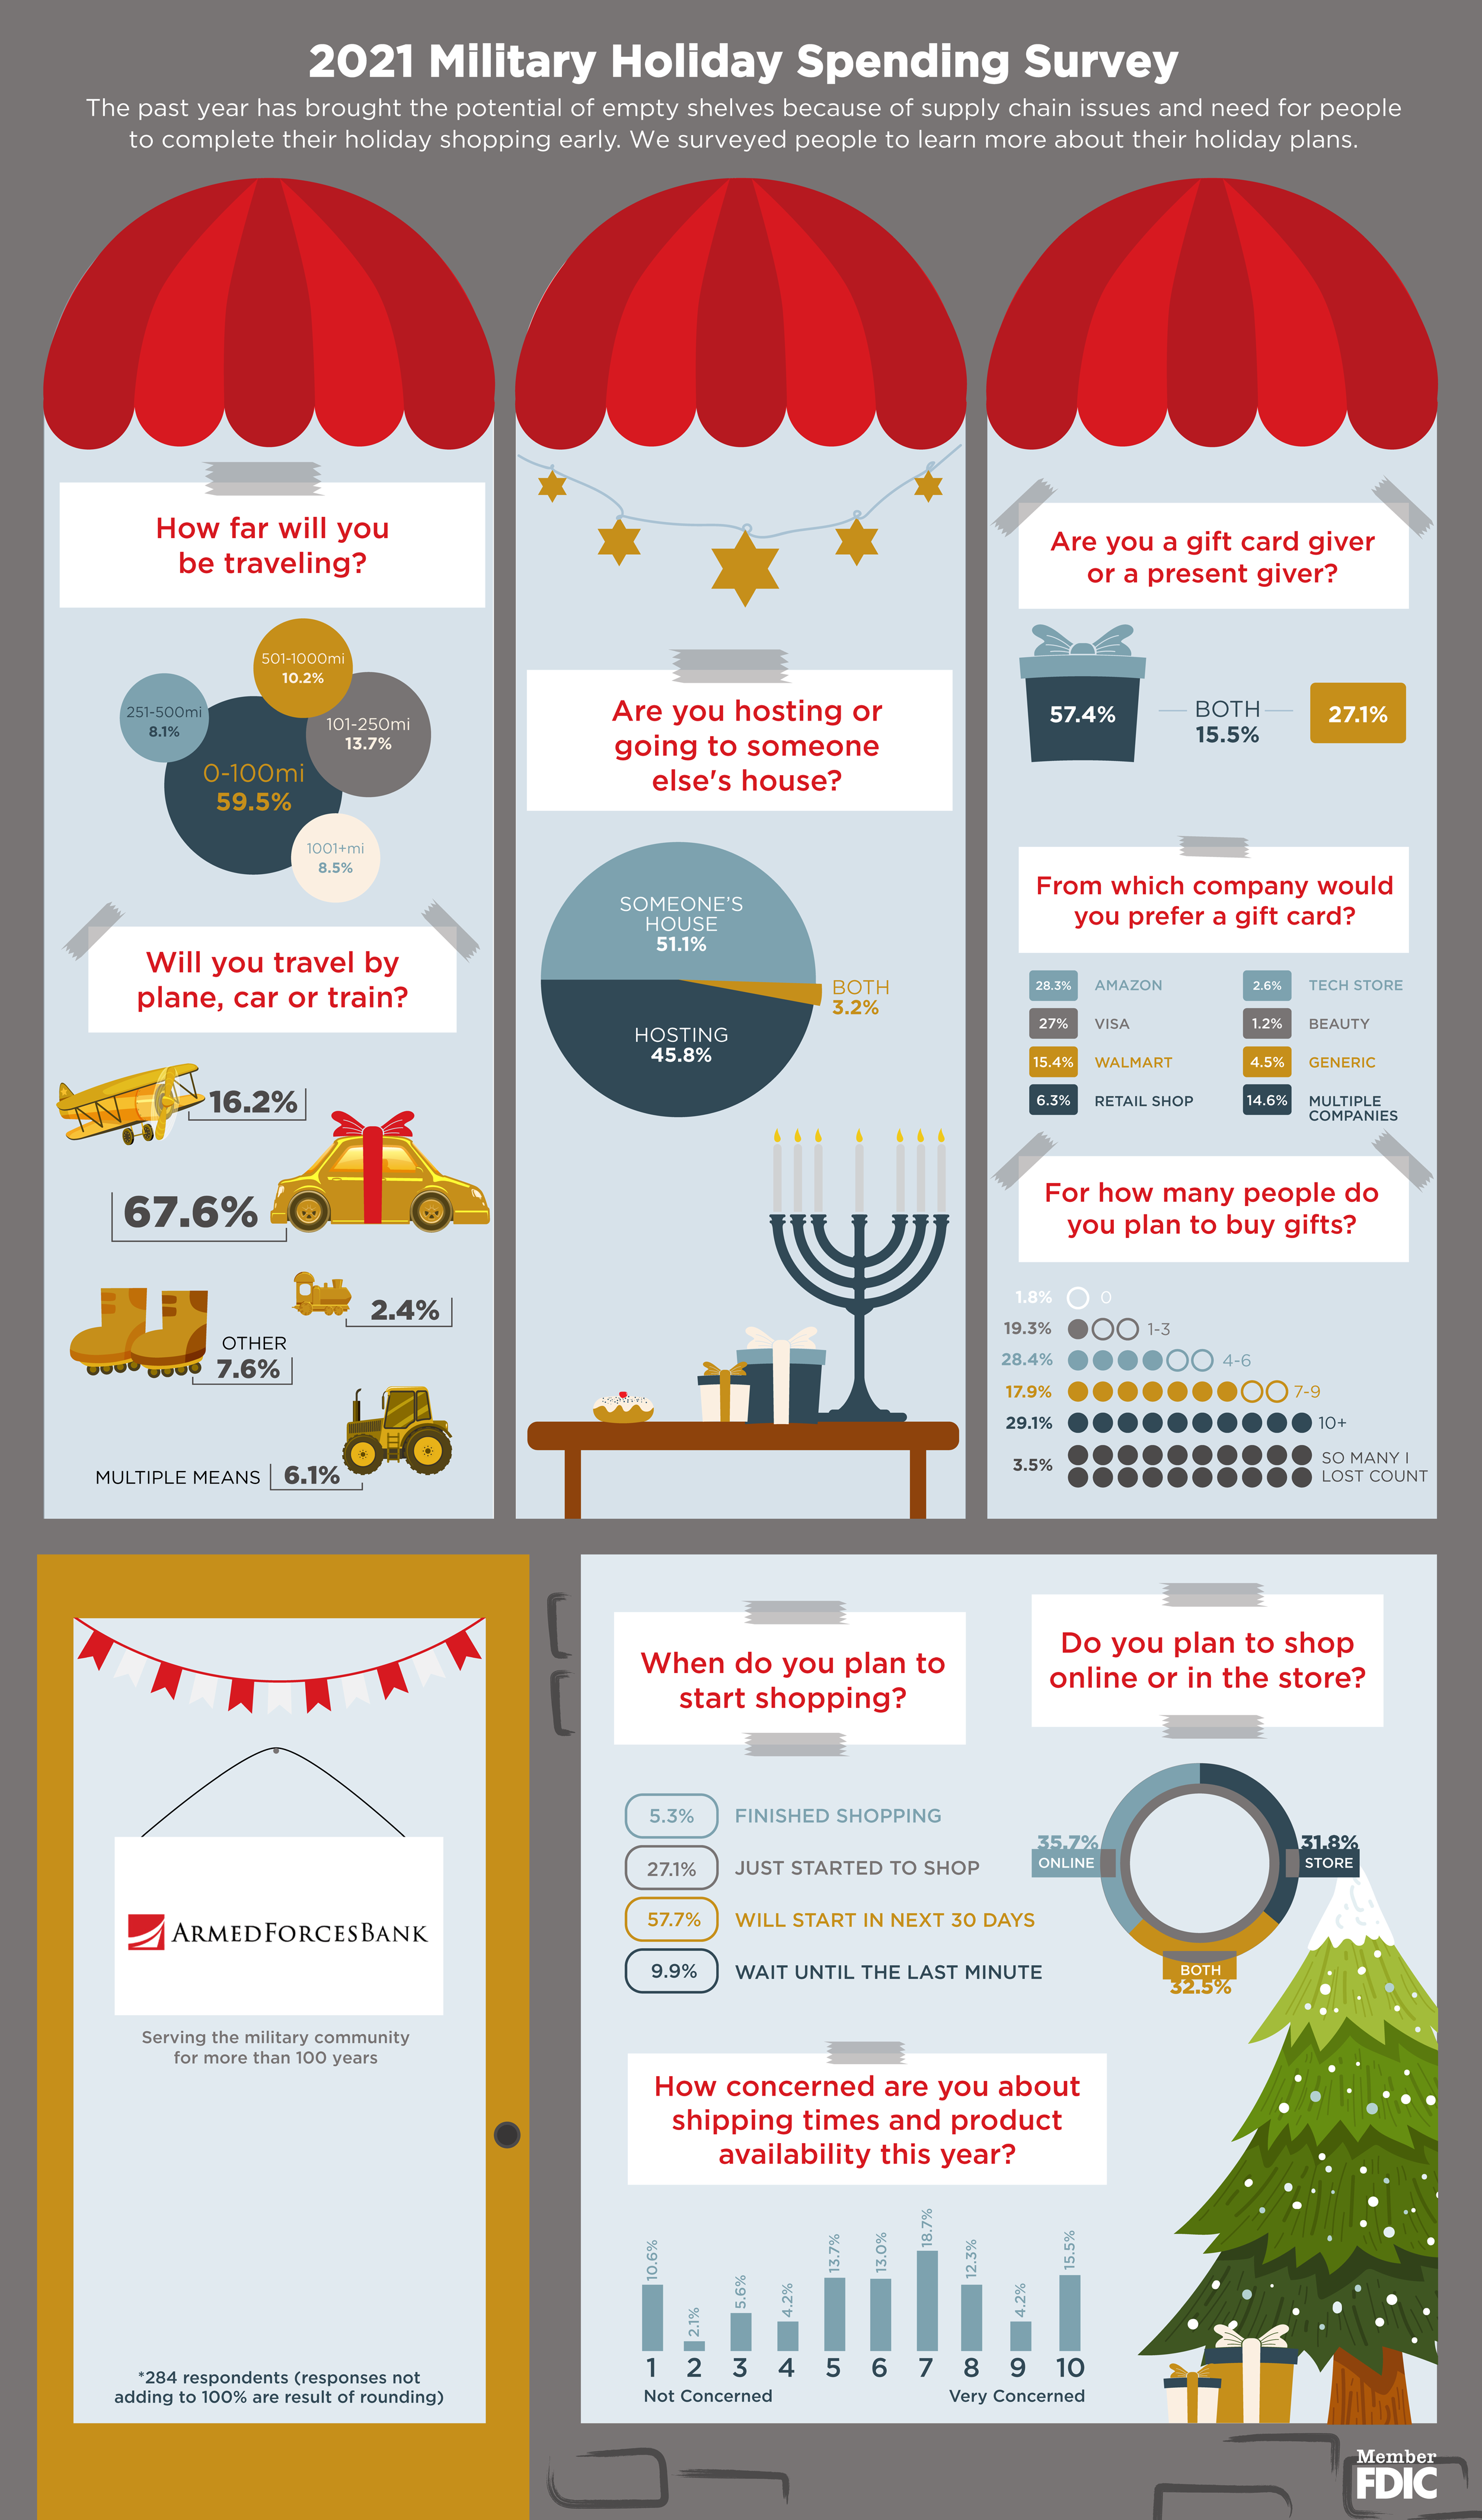 2021 Military Holiday Spending Survey
The past year has brought the potential of empty shelves because of supply chain issues and need for people
to complete their holiday shopping early. We surveyed people to learn more about their holiday plans.
How far will you
be traveling?
501-1000mi
10.2%
251-500mi
8.1%
101-250mi
13.7%
0-100mi
59.5%
1001+mi
8.5%
Will you travel by
plane, car or train?
16.2%
67.6%
2.4%
OTHER
7.6%
MULTIPLE MEANS 6.1%
Are you hosting or
going to someone
else's house?
SOMEONE'S
HOUSE
51.1%
BOTH
3.2%
HOSTING
45.8%
Are you a gift card giver
or a present giver?
57.4%
BOTH
15.5%
27.1%
From which company would
you prefer a gift card?
28.3% AMAZON
27% VISA
15.4% WALMART
6.3% RETAIL SHOP
2.6% TECH STORE
1.2% BEAUTY
4.5% GENERIC
14.6% MULTIPLE
COMPANIES
For how many people do
you plan to buy gifts?
1.8% 0
19.3% 1-3
28.4% 4-6
17.9% 7-9
29.1% 10+
3.5% SO MANY I
LOST COUNT
ARMED FORCES BANK
Serving the military community
for more than 100 years
*284 respondents (responses not
adding to 100% are result of rounding)
When do you plan to
start shopping?
5.3% FINISHED SHOPPING
27.1% JUST STARTED TO SHOP
57.7% WILL START IN NEXT 30 DAYS
9.9% WAIT UNTIL THE LAST MINUTE
Do you plan to shop
online or in the store?
35.7%
ONLINE
31.8%
STORE
BOTH
32.5%
How concerned are you about
shipping times and product
availability this year?
10.6% 2.1% 5.6% 4.2% 13.7% 13.0% 18.7% 12.3% 4.2% 15.5%
1 2 3 4 5 6 7 8 9 10
Not Concerned Very Concerned
Member
FDIC